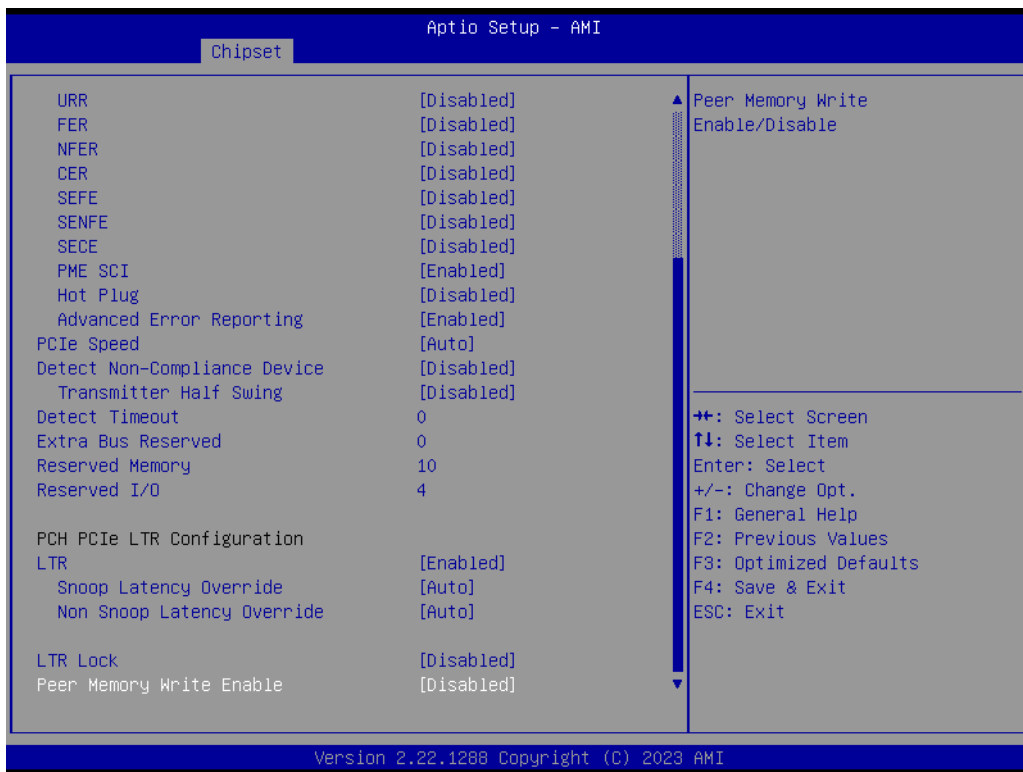 Aptio Setup - AMI
Chipset
URR [Disabled]
FER [Disabled]
NFER [Disabled]
CER [Disabled]
SEFE [Disabled]
SENFE [Disabled]
SECE [Disabled]
PME SCI [Enabled]
Hot Plug [Disabled]
Advanced Error Reporting [Enabled]
PCIe Speed [Auto]
Detect Non-Compliance Device [Disabled]
Transmitter Half Swing [Disabled]
Detect Timeout 0
Extra Bus Reserved 0
Reserved Memory 10
Reserved I/O 4
PCH PCIe LTR Configuration
LTR [Enabled]
Snoop Latency Override [Auto]
Non Snoop Latency Override [Auto]
LTR Lock [Disabled]
Peer Memory Write Enable [Disabled]
Peer Memory Write
Enable/Disable
→←: Select Screen
↑↓: Select Item
Enter: Select
+/-: Change Opt.
F1: General Help
F2: Previous Values
F3: Optimized Defaults
F4: Save & Exit
ESC: Exit
Version 2.22.1288 Copyright (C) 2023 AMI